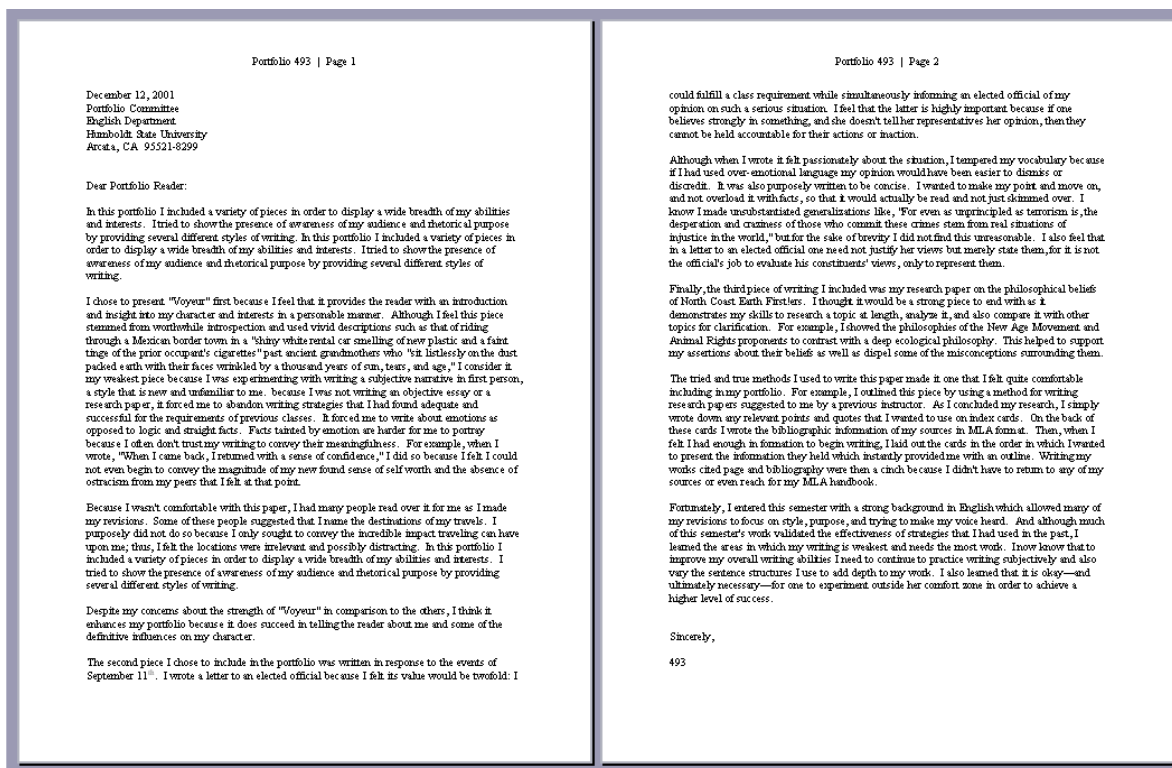 Portfolio 493 | Page 1
December 12, 2001
Portfolio Committee
English Department
Humboldt State University
Arcata, CA 95521-8299
Dear Portfolio Reader:
In this portfolio I included a variety of pieces in order to display a wide breadth of my abilities
and interests. I tried to show the presence of awareness of my audience and rhetorical purpose
by providing several different styles of writing. In this portfolio I included a variety of pieces in
order to display a wide breadth of my abilities and interests. I tried to show the presence of
awareness of my audience and rhetorical purpose by providing several different styles of
writing.
I chose to present "Voyeur" first because I feel that it provides the reader with an introduction
and insight into my character and interests in a personable manner. Although I feel this piece
stemmed from worthwhile introspection and used vivid descriptions such as that of riding
through a Mexican border town in a "shiny white rental car smelling of new plastic and a faint
tinge of the prior occupant's cigarettes" past ancient grandmothers who "sit listlessly on the dust
packed earth with their faces wrinkled by a thousand years of sun, tears, and age," I consider it
my weakest piece because I was experimenting with writing a subjective narrative in first person,
a style that is new and unfamiliar to me. because I was not writing an objective essay or a
research paper, it forced me to abandon writing strategies that I had found adequate and
successful for the requirements of previous classes. It forced me to write about emotions as
opposed to logic and straight facts. Facts tainted by emotion are harder for me to portray
because I often don't trust my writing to convey their meaningfulness. For example, when I
wrote, "When I came back, I returned with a sense of confidence," I did so because I felt I could
not even begin to convey the magnitude of my new found sense of self worth and the absence of
ostracism from my peers that I felt at that point.
Because I wasn't comfortable with this paper, I had many people read over it for me as I made
my revisions. Some of these people suggested that I name the destinations of my travels. I
purposely did not do so because I only sought to convey the incredible impact traveling can have
upon me; thus, I felt the locations were irrelevant and possibly distracting. In this portfolio I
included a variety of pieces in order to display a wide breadth of my abilities and interests. I
tried to show the presence of awareness of my audience and rhetorical purpose by providing
several different styles of writing.
Despite my concerns about the strength of "Voyeur" in comparison to the others, I think it
enhances my portfolio because it does succeed in telling the reader about me and some of the
definitive influences on my character.
The second piece I chose to include in the portfolio was written in response to the events of
September 11th. I wrote a letter to an elected official because I felt its value would be twofold: I
Portfolio 493 | Page 2
could fulfill a class requirement while simultaneously informing an elected official of my
opinion on such a serious situation. I feel that the latter is highly important because if one
believes strongly in something, and she doesn't tell her representatives her opinion, then they
cannot be held accountable for their actions or inaction.
Although when I wrote it felt passionately about the situation, I tempered my vocabulary because
if I had used over-emotional language my opinion would have been easier to dismiss or
discredit. It was also purposely written to be concise. I wanted to make my point and move on,
and not overload it with facts, so that it would actually be read and not just skimmed over. I
know I made unsubstantiated generalizations like, "For even as unprincipled as terrorism is, the
desperation and craziness of those who commit these crimes stem from real situations of
injustice in the world," but for the sake of brevity I did not find this unreasonable. I also feel that
in a letter to an elected official one need not justify her views but merely state them, for it is not
the official's job to evaluate his constituents' views, only to represent them.
Finally, the third piece of writing I included was my research paper on the philosophical beliefs
of North Coast Earth First!ers. I thought it would be a strong piece to end with as it
demonstrates my skills to research a topic at length, analyze it, and also compare it with other
topics for clarification. For example, I showed the philosophies of the New Age Movement and
Animal Rights proponents to contrast with a deep ecological philosophy. This helped to support
my assertions about their beliefs as well as dispel some of the misconceptions surrounding them.
The tried and true methods I used to write this paper made it one that I felt quite comfortable
including in my portfolio. For example, I outlined this piece by using a method for writing
research papers suggested to me by a previous instructor. As I concluded my research, I simply
wrote down any relevant points and quotes that I wanted to use on index cards. On the back of
these cards I wrote the bibliographic information of my sources in MLA format. Then, when I
felt I had enough in formation to begin writing, I laid out the cards in the order in which I wanted
to present the information they held which instantly provided me with an outline. Writing my
works cited page and bibliography were then a cinch because I didn't have to return to any of my
sources or even reach for my MLA handbook.
Fortunately, I entered this semester with a strong background in English which allowed many of
my revisions to focus on style, purpose, and trying to make my voice heard. And although much
of this semester's work validated the effectiveness of strategies that I had used in the past, I
learned the areas in which my writing is weakest and needs the most work. I now know that to
improve my overall writing abilities I need to continue to practice writing subjectively and also
vary the sentence structures I use to add depth to my work. I also learned that it is okay—and
ultimately necessary—for one to experiment outside her comfort zone in order to achieve a
higher level of success.
Sincerely,
493